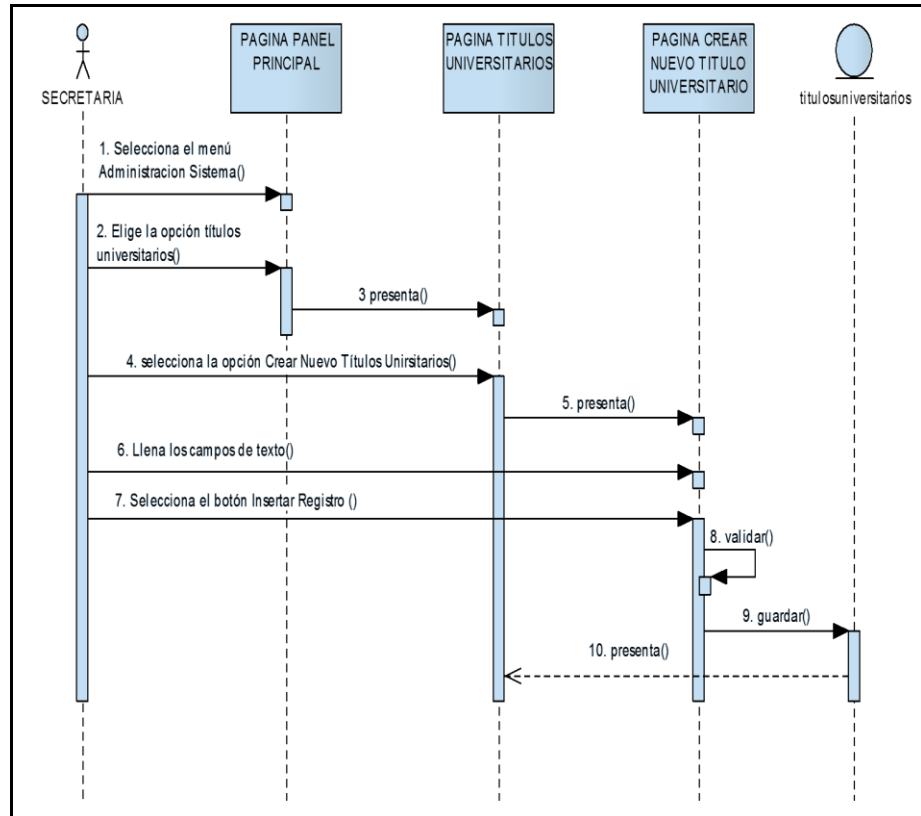 SECRETARIA
PAGINA PANEL
PRINCIPAL
PAGINA TITULOS
UNIVERSITARIOS
PAGINA CREAR
NUEVO TITULO
UNIVERSITARIO
titulosuniversitarios
1. Selecciona el menú
Administracion Sistema()
2. Elige la opción títulos
universitarios()
3 presenta()
4. selecciona la opción Crear Nuevo Títulos Unirsitarios()
5. presenta()
6. Llena los campos de texto()
7. Selecciona el botón Insertar Registro ()
8. validar()
9. guardar()
10. presenta()